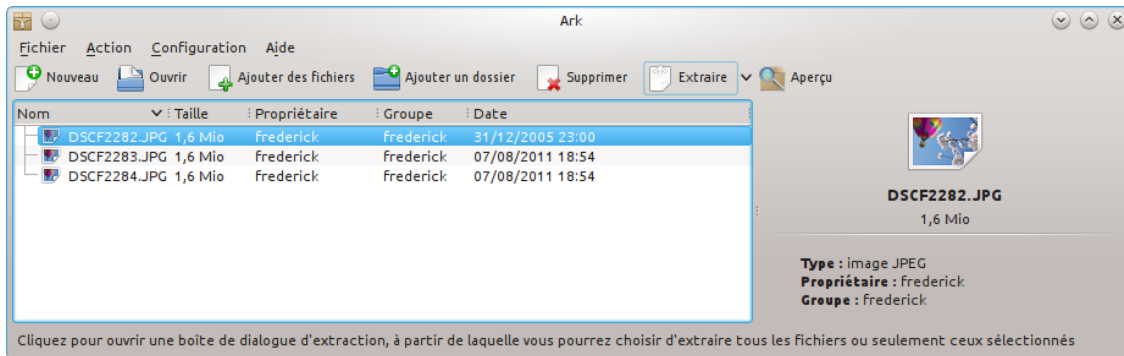 Ark
Fichier Action Configuration Aide
Nouveau Ouvrir Ajouter des fichiers Ajouter un dossier Supprimer Extraire Aperçu
Nom Taille Propriétaire Groupe Date
DSCF2282.JPG 1,6 Mio frederick frederick 31/12/2005 23:00
DSCF2283.JPG 1,6 Mio frederick frederick 07/08/2011 18:54
DSCF2284.JPG 1,6 Mio frederick frederick 07/08/2011 18:54
DSCF2282.JPG
1,6 Mio
Type : image JPEG
Propriétaire : frederick
Groupe : frederick
Cliquez pour ouvrir une boîte de dialogue d'extraction, à partir de laquelle vous pourrez choisir d'extraire tous les fichiers ou seulement ceux sélectionnés